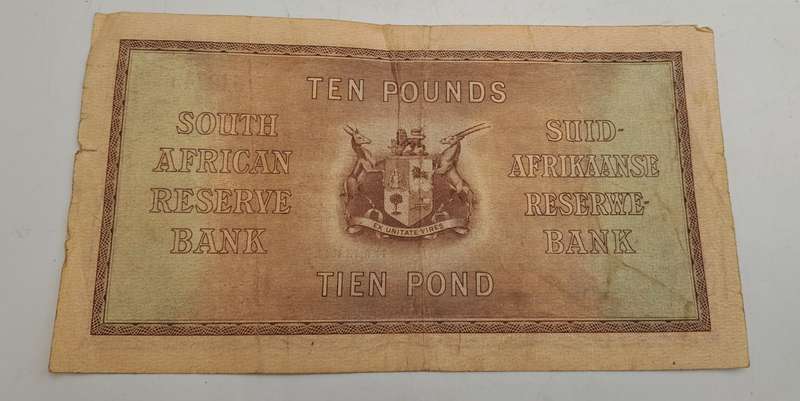 TEN POUNDS
SOUTH
AFRICAN
RESERVE
BANK
EX UNITATE VIRES
SUID-
AFRIKAANSE
RESERWE-
BANK
TIEN POND